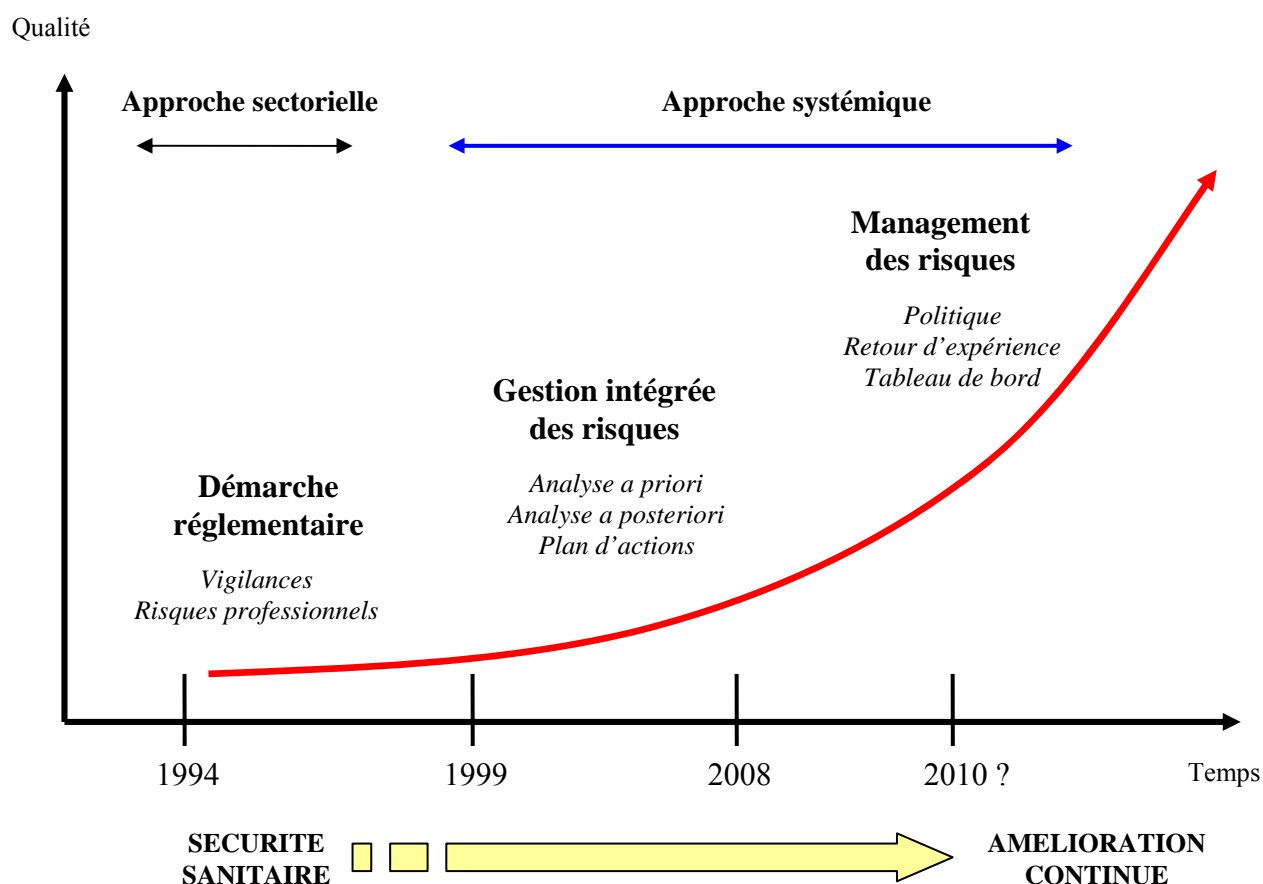 Qualité
Approche sectorielle
Approche systémique
Management
des risques
Politique
Retour d’expérience
Tableau de bord
Gestion intégrée
des risques
Analyse a priori
Analyse a posteriori
Plan d’actions
Démarche
réglementaire
Vigilances
Risques professionnels
1994
1999
2008
2010 ?
Temps
SECURITE
SANITAIRE
AMELIORATION
CONTINUE